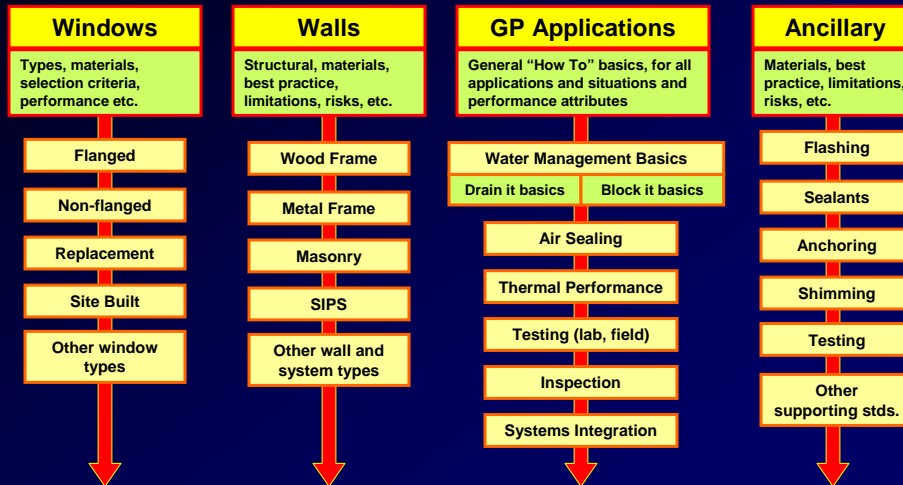 Windows
Types, materials,
selection criteria,
performance etc.
Flanged
Non-flanged
Replacement
Site Built
Other window
types
Walls
Structural, materials,
best practice,
limitations, risks, etc.
Wood Frame
Metal Frame
Masonry
SIPS
Other wall and
system types
GP Applications
General “How To” basics, for all
applications and situations and
performance attributes
Water Management Basics
Drain it basics
Block it basics
Air Sealing
Thermal Performance
Testing (lab, field)
Inspection
Systems Integration
Ancillary
Materials, best
practice, limitations,
risks, etc.
Flashing
Sealants
Anchoring
Shimming
Testing
Other
supporting stds.